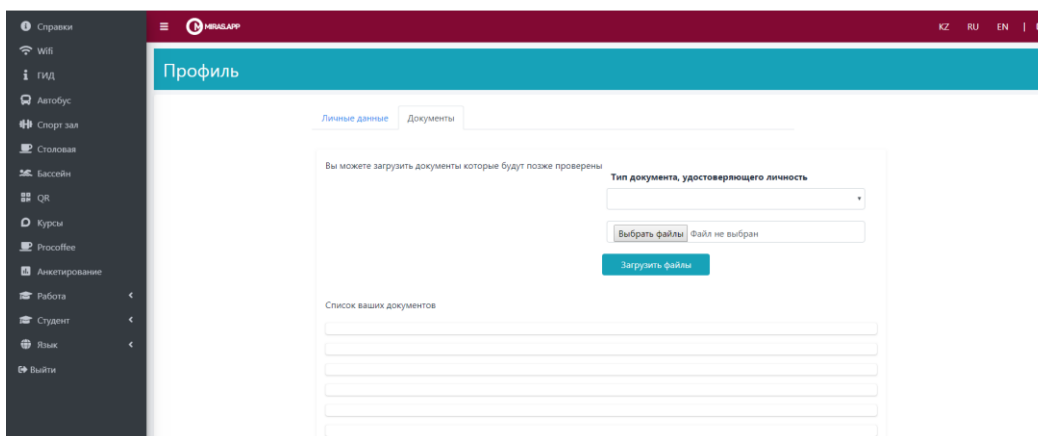 Справки
Wifi
ГИД
Автобус
Спорт зал
Столовая
Бассейн
QR
Курсы
Procoffee
Анкетирование
Работа
Студент
Язык
Выйти
MIRAS.APP
KZ RU EN |
Профиль
Личные данные Документы
Вы можете загрузить документы которые будут позже проверены
Тип документа, удостоверяющего личность
Выбрать файлы Файл не выбран
Загрузить файлы
Список ваших документов